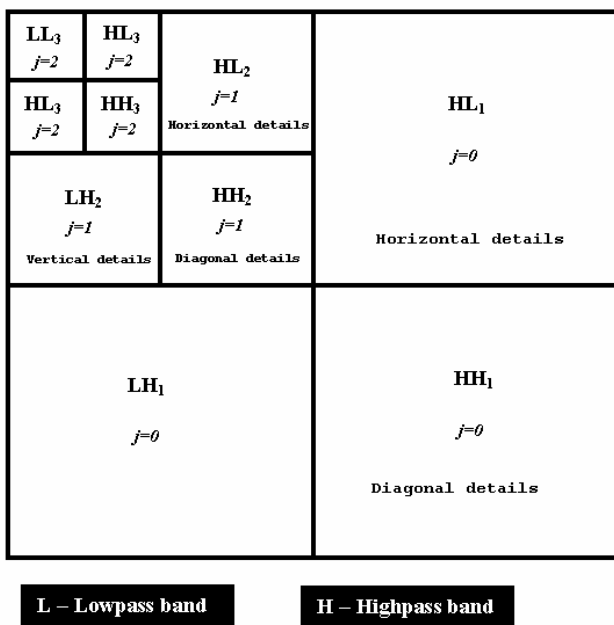 LL3
j=2
HL3
j=2
HL3
j=2
HH3
j=2
HL2
j=1
Horizontal details
LH2
j=1
Vertical details
HH2
j=1
Diagonal details
HL1
j=0
Horizontal details
LH1
j=0
HH1
j=0
Diagonal details
L – Lowpass band
H – Highpass band